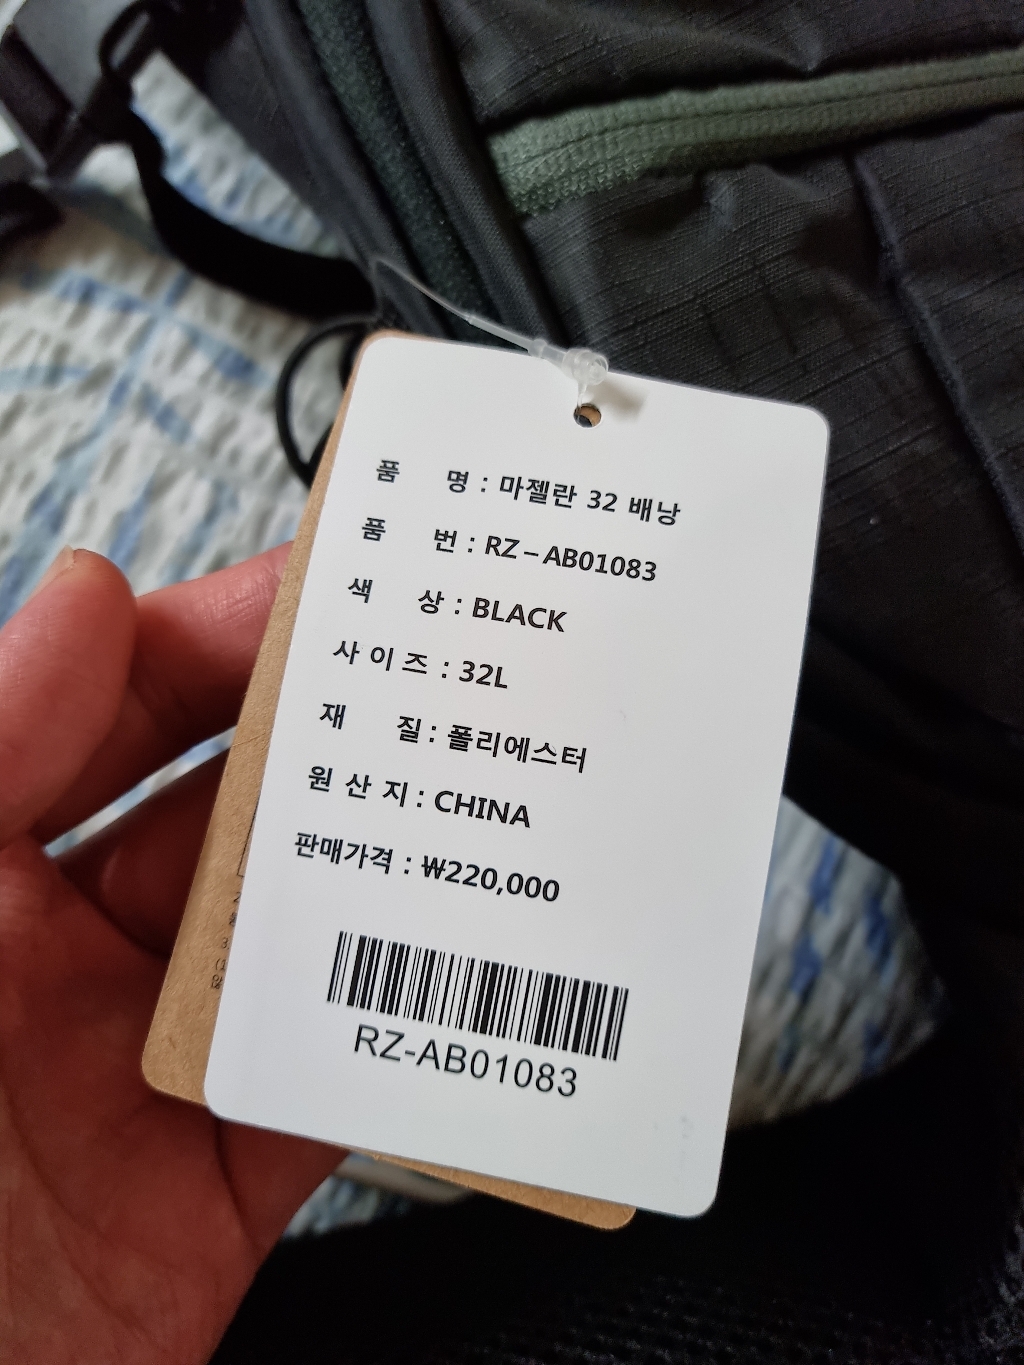 품 명 : 마젤란 32 배낭
품 번 : RZ-AB01083
색 상 : BLACK
사 이 즈 : 32L
재 질 : 폴리에스터
원 산 지 : CHINA
판매가격 : ₩220,000
RZ-AB01083